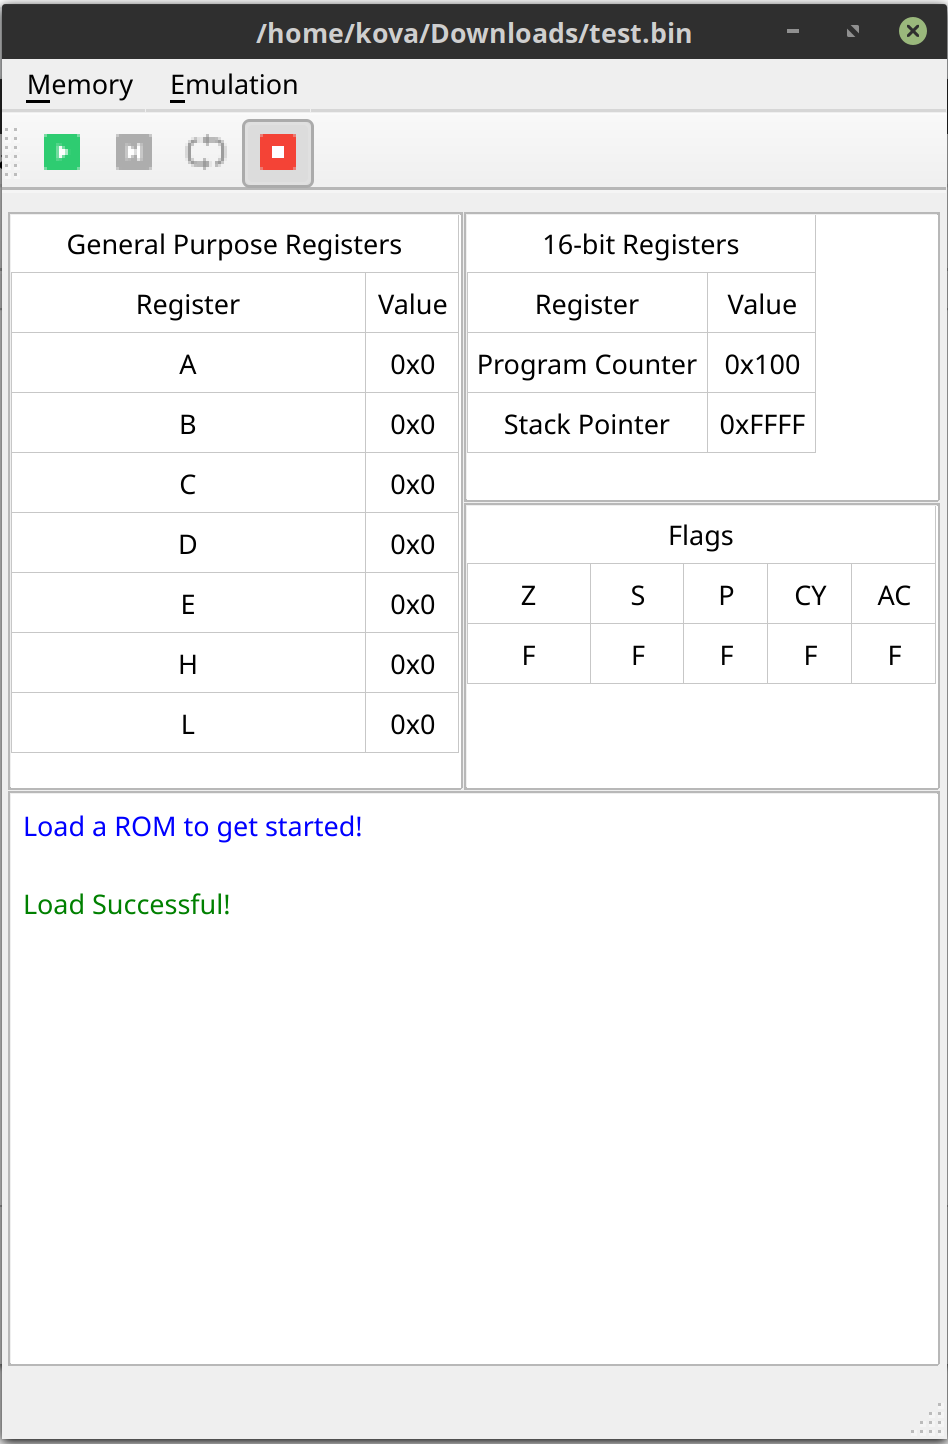 /home/kova/Downloads/test.bin
Memory Emulation
General Purpose Registers
Register Value
A 0x0
B 0x0
C 0x0
D 0x0
E 0x0
H 0x0
L 0x0
16-bit Registers
Register Value
Program Counter 0x100
Stack Pointer 0xFFFF
Flags
Z S P CY AC
F F F F F
Load a ROM to get started!
Load Successful!